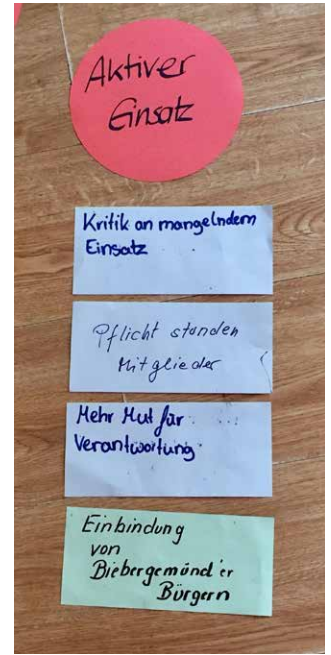 Aktiver
Einsatz
Kritik an mangelndem
Einsatz
Pflicht stunden
Mitglieder
Mehr Mut für
Verantwortung
Einbindung
von
Biebergemünd'er
Bürgern